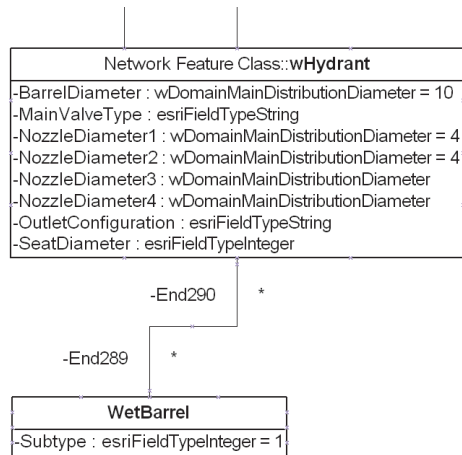 Network Feature Class::wHydrant
-BarrelDiameter : wDomainMainDistributionDiameter = 10
-MainValveType : esriFieldTypeString
-NozzleDiameter1 : wDomainMainDistributionDiameter = 4
-NozzleDiameter2 : wDomainMainDistributionDiameter = 4
-NozzleDiameter3 : wDomainMainDistributionDiameter
-NozzleDiameter4 : wDomainMainDistributionDiameter
-OutletConfiguration : esriFieldTypeString
-SeatDiameter : esriFieldTypeInteger
-End290 *
-End289 *
WetBarrel
-Subtype : esriFieldTypeInteger = 1